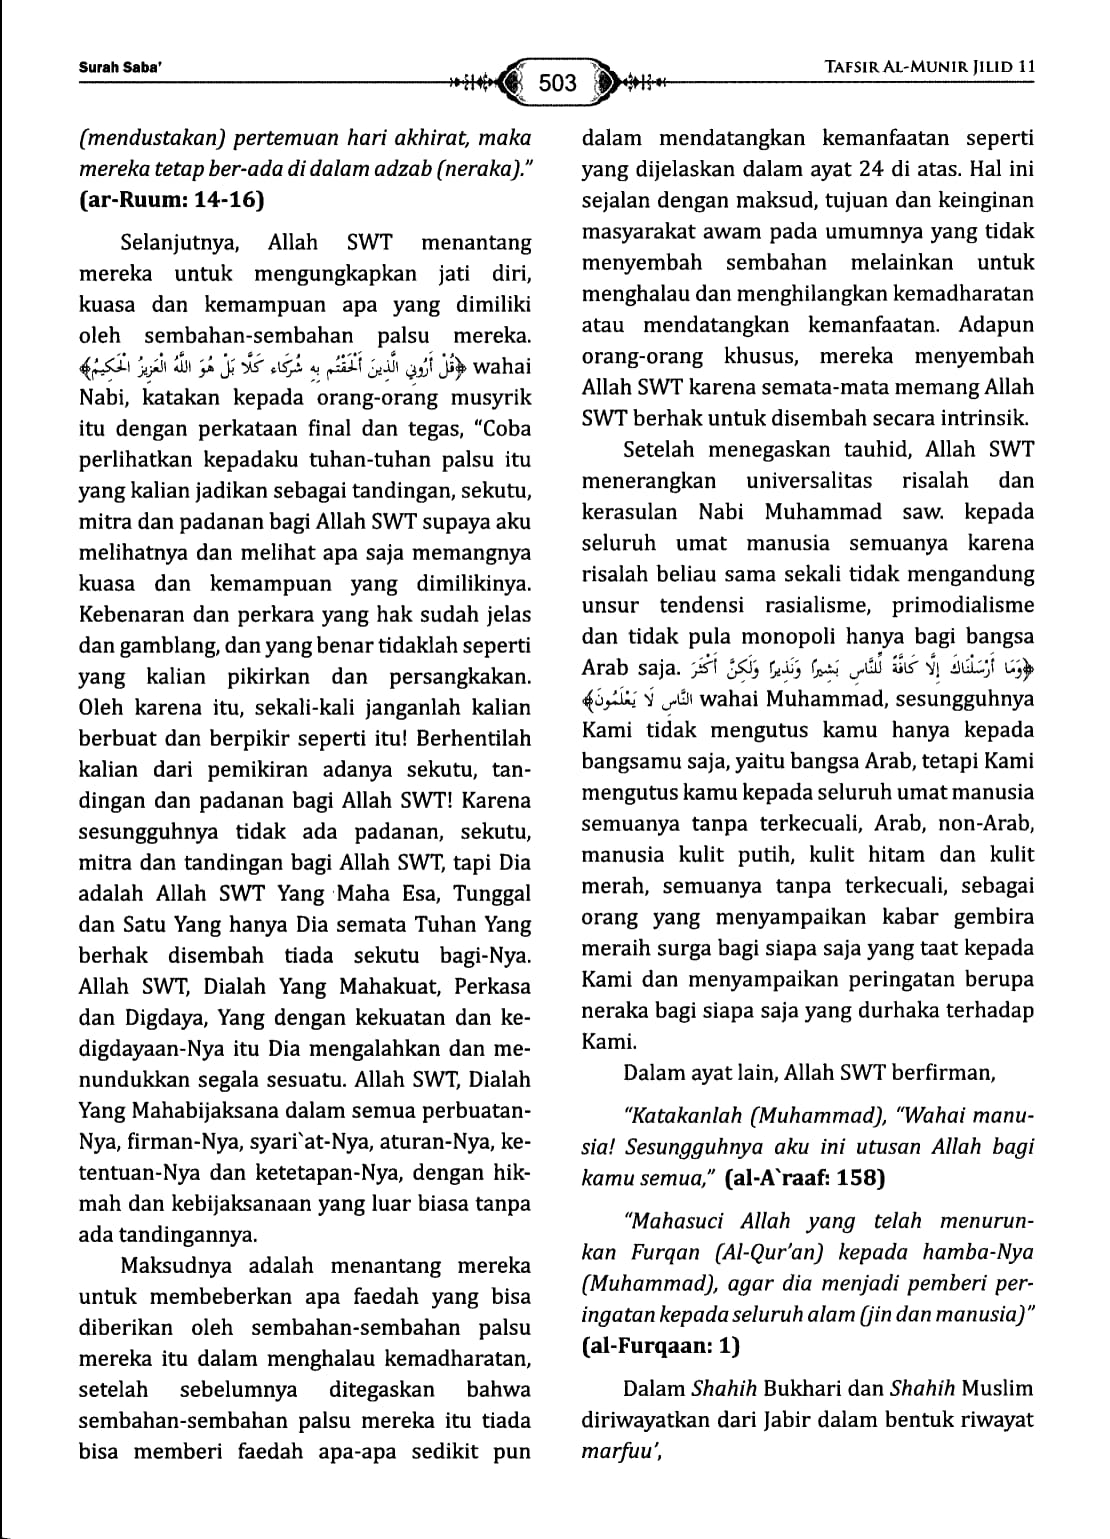 Surah Saba'
503
TAFSIR AL-MUNIR JILID 11
(mendustakan) pertemuan hari akhirat, maka
mereka tetap ber-ada di dalam adzab (neraka)."
(ar-Ruum: 14-16)
Selanjutnya, Allah SWT menantang
mereka untuk mengungkapkan jati diri,
kuasa dan kemampuan apa yang dimiliki
oleh sembahan-sembahan palsu mereka.
﴿قُلْ أَرُونِي الَّذِينَ أَلْحَقْتُم بِهِ شُرَكَاء كَلَّا بَلْ هُوَ اللَّهُ الْعَزِيزُ الْحَكِيمُ﴾ wahai
Nabi, katakan kepada orang-orang musyrik
itu dengan perkataan final dan tegas, "Coba
perlihatkan kepadaku tuhan-tuhan palsu itu
yang kalian jadikan sebagai tandingan, sekutu,
mitra dan padanan bagi Allah SWT supaya aku
melihatnya dan melihat apa saja memangnya
kuasa dan kemampuan yang dimilikinya.
Kebenaran dan perkara yang hak sudah jelas
dan gamblang, dan yang benar tidaklah seperti
yang kalian pikirkan dan persangkakan.
Oleh karena itu, sekali-kali janganlah kalian
berbuat dan berpikir seperti itu! Berhentilah
kalian dari pemikiran adanya sekutu, tan-
dingan dan padanan bagi Allah SWT! Karena
sesungguhnya tidak ada padanan, sekutu,
mitra dan tandingan bagi Allah SWT, tapi Dia
adalah Allah SWT Yang Maha Esa, Tunggal
dan Satu Yang hanya Dia semata Tuhan Yang
berhak disembah tiada sekutu bagi-Nya.
Allah SWT, Dialah Yang Mahakuat, Perkasa
dan Digdaya, Yang dengan kekuatan dan ke-
digdayaan-Nya itu Dia mengalahkan dan me-
nundukkan segala sesuatu. Allah SWT, Dialah
Yang Mahabijaksana dalam semua perbuatan-
Nya, firman-Nya, syari`at-Nya, aturan-Nya, ke-
tentuan-Nya dan ketetapan-Nya, dengan hik-
mah dan kebijaksanaan yang luar biasa tanpa
ada tandingannya.
Maksudnya adalah menantang mereka
untuk membeberkan apa faedah yang bisa
diberikan oleh sembahan-sembahan palsu
mereka itu dalam menghalau kemadharatan,
setelah sebelumnya ditegaskan bahwa
sembahan-sembahan palsu mereka itu tiada
bisa memberi faedah apa-apa sedikit pun
dalam mendatangkan kemanfaatan seperti
yang dijelaskan dalam ayat 24 di atas. Hal ini
sejalan dengan maksud, tujuan dan keinginan
masyarakat awam pada umumnya yang tidak
menyembah sembahan melainkan untuk
menghalau dan menghilangkan kemadharatan
atau mendatangkan kemanfaatan. Adapun
orang-orang khusus, mereka menyembah
Allah SWT karena semata-mata memang Allah
SWT berhak untuk disembah secara intrinsik.
Setelah menegaskan tauhid, Allah SWT
menerangkan universalitas risalah dan
kerasulan Nabi Muhammad saw. kepada
seluruh umat manusia semuanya karena
risalah beliau sama sekali tidak mengandung
unsur tendensi rasialisme, primodialisme
dan tidak pula monopoli hanya bagi bangsa
Arab saja. ﴿وَمَا أَرْسَلْنَاكَ إِلَّا كَافَّةً لِّلنَّاسِ بَشِيرًا وَنَذِيرًا وَلَكِنَّ أَكْثَرَ
النَّاسِ لَا يَعْلَمُونَ﴾ wahai Muhammad, sesungguhnya
Kami tidak mengutus kamu hanya kepada
bangsamu saja, yaitu bangsa Arab, tetapi Kami
mengutus kamu kepada seluruh umat manusia
semuanya tanpa terkecuali, Arab, non-Arab,
manusia kulit putih, kulit hitam dan kulit
merah, semuanya tanpa terkecuali, sebagai
orang yang menyampaikan kabar gembira
meraih surga bagi siapa saja yang taat kepada
Kami dan menyampaikan peringatan berupa
neraka bagi siapa saja yang durhaka terhadap
Kami.
Dalam ayat lain, Allah SWT berfirman,
"Katakanlah (Muhammad), "Wahai manu-
sia! Sesungguhnya aku ini utusan Allah bagi
kamu semua," (al-A`raaf: 158)
"Mahasuci Allah yang telah menurun-
kan Furqan (Al-Qur'an) kepada hamba-Nya
(Muhammad), agar dia menjadi pemberi per-
ingatan kepada seluruh alam (jin dan manusia)"
(al-Furqaan: 1)
Dalam Shahih Bukhari dan Shahih Muslim
diriwayatkan dari Jabir dalam bentuk riwayat
marfuu',